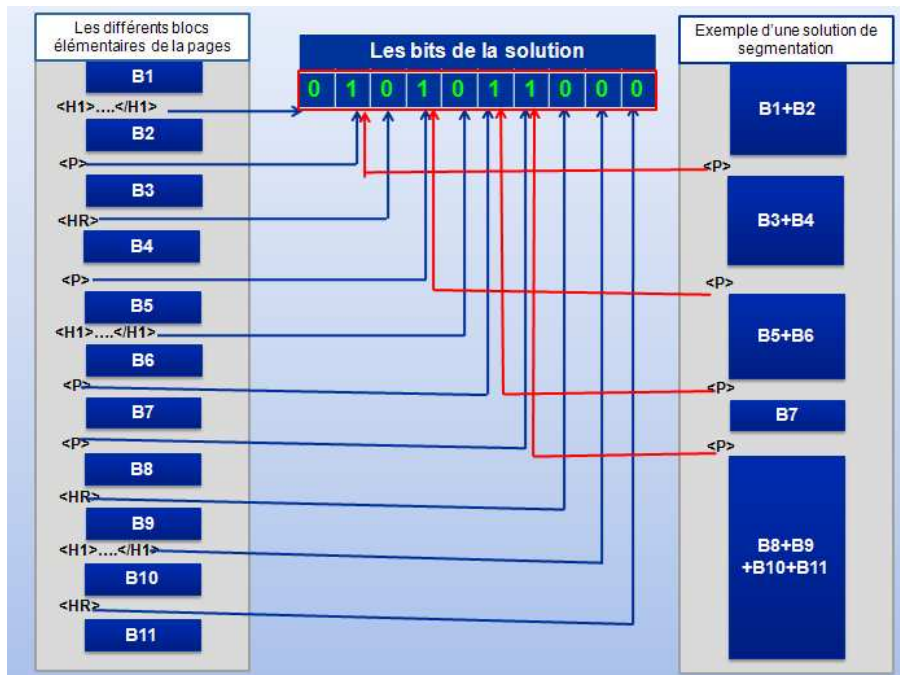 Les différents blocs
élémentaires de la pages
B1
<H1>....</H1>
B2
<P>
B3
<HR>
B4
<P>
B5
<H1>....</H1>
B6
<P>
B7
<P>
B8
<HR>
B9
<H1>....</H1>
B10
<HR>
B11
Les bits de la solution
0 1 0 1 0 1 1 0 0 0
Exemple d'une solution de
segmentation
B1+B2
<P>
B3+B4
<P>
B5+B6
<P>
B7
<P>
B8+B9
+B10+B11